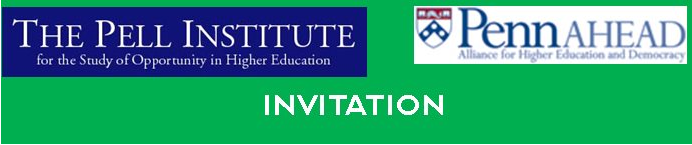 THE PELL INSTITUTE
for the Study of Opportunity in Higher Education
PennAHEAD
Alliance for Higher Education and Democracy
INVITATION